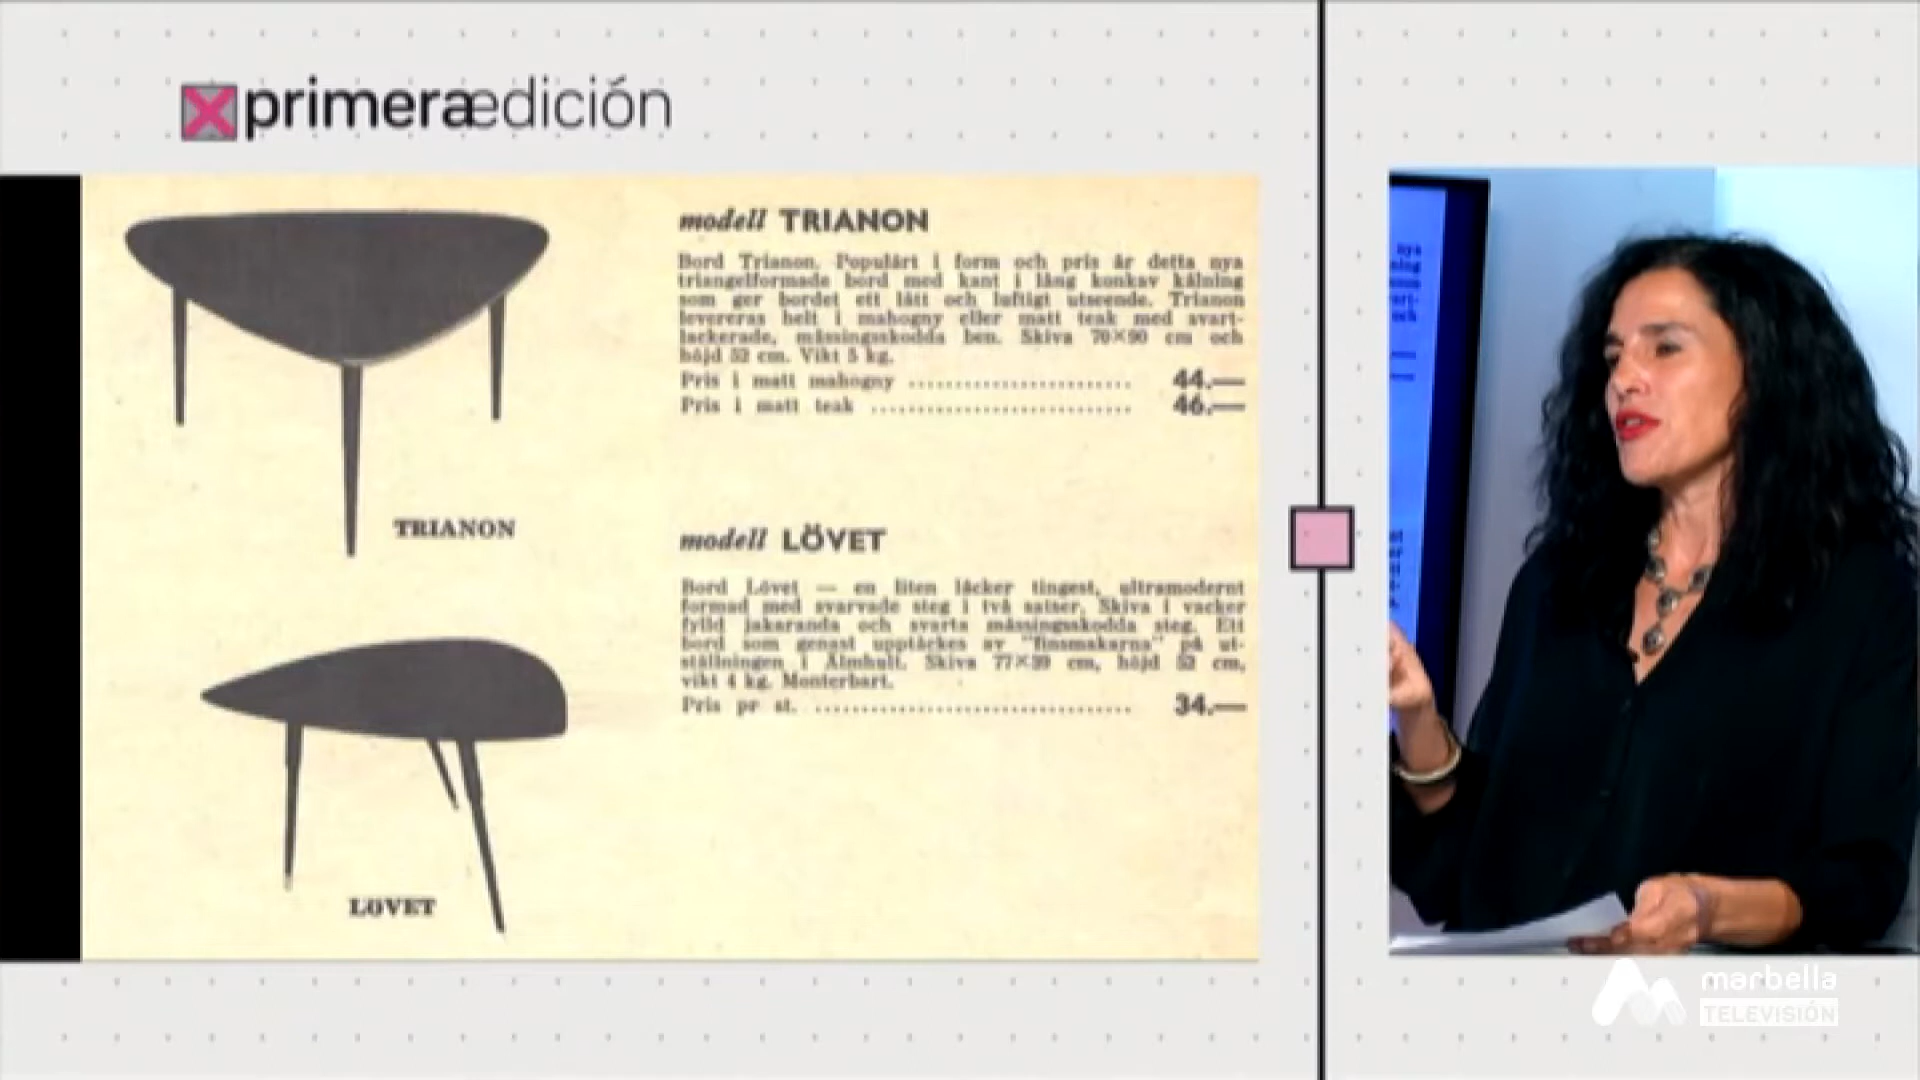 primeraedición
modell TRIANON
Bord Trianon. Populärt i form och pris är detta nya
triangelformade bord med kant i lång konkav kälning
som ger bordet ett lätt och luftigt utseende. Trianon
levereras helt i mahogny eller matt teak med svart-
lackerade, mässingsskodda ben. Skiva 70×90 cm och
höjd 52 cm. Vikt 5 kg.
Pris i matt mahogny .............................. 44.—
Pris i matt teak ................................... 46.—
TRIANON
modell LÖVET
Bord Lövet — en liten läcker tingest, ultramodernt
formad med svarvade steg i två satser. Skiva i vacker
fylld jakaranda och svarta mässingsskodda steg. Ett
bord som genast upptäckes av "finsmakarna" på ut-
ställningen i Älmhult. Skiva 77×39 cm, höjd 52 cm,
vikt 4 kg. Monterbart.
Pris pr st. .......................................... 34.—
LÖVET
nya
marbella
TELEVISIÓN